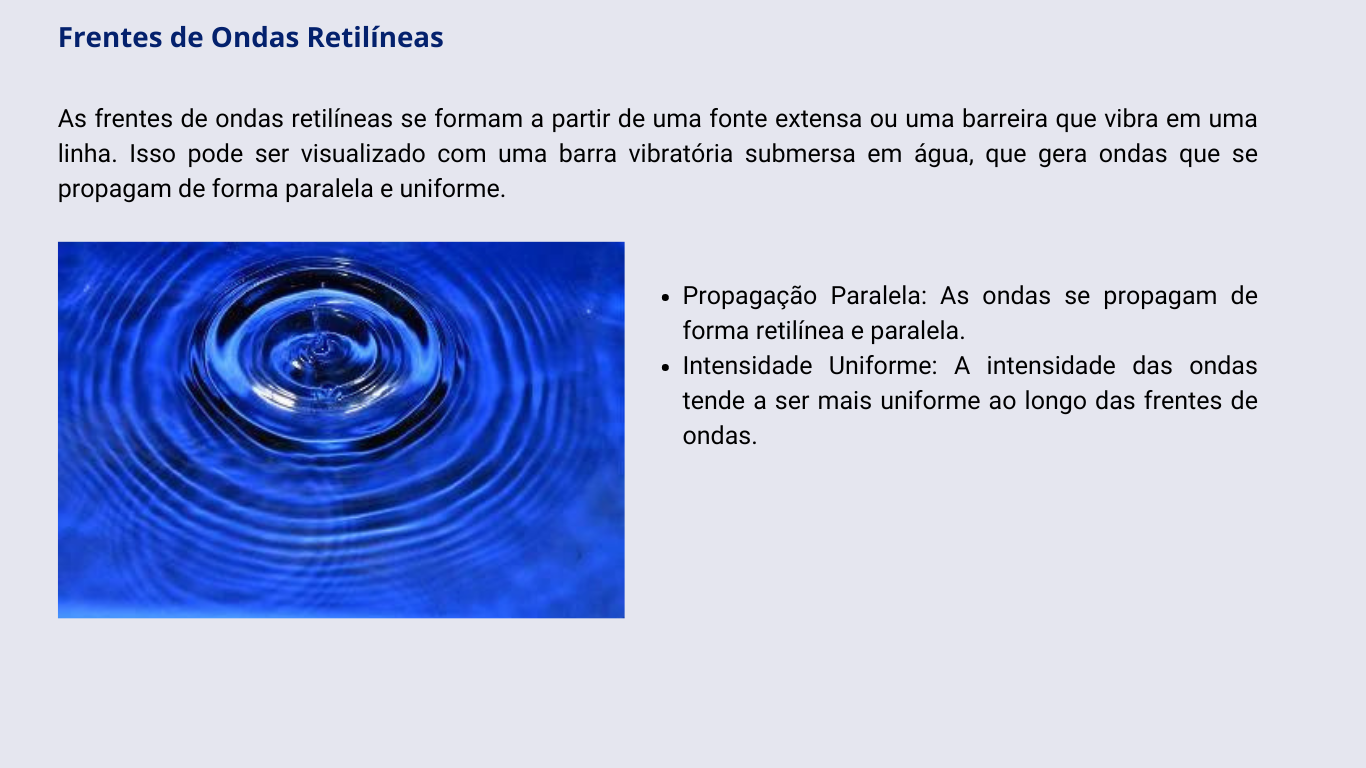 Frentes de Ondas Retilíneas
As frentes de ondas retilíneas se formam a partir de uma fonte extensa ou uma barreira que vibra em uma
linha. Isso pode ser visualizado com uma barra vibratória submersa em água, que gera ondas que se
propagam de forma paralela e uniforme.
• Propagação Paralela: As ondas se propagam de
forma retilínea e paralela.
• Intensidade Uniforme: A intensidade das ondas
tende a ser mais uniforme ao longo das frentes de
ondas.